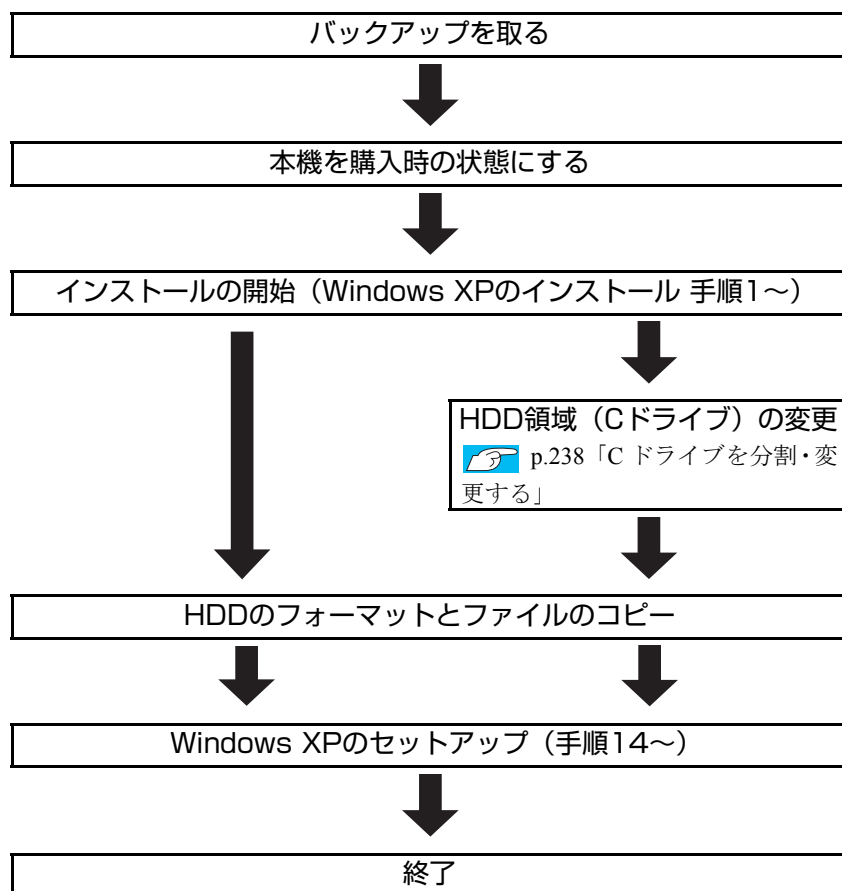 バックアップを取る
本機を購入時の状態にする
インストールの開始（Windows XPのインストール 手順1～）
HDD領域（Cドライブ）の変更
p.238「C ドライブを分割・変
更する」
HDDのフォーマットとファイルのコピー
Windows XPのセットアップ（手順14～）
終了